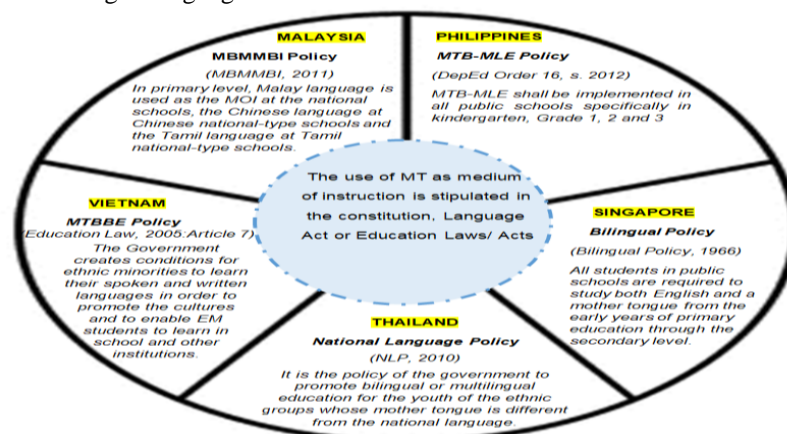 MALAYSIA
MBMMBI Policy
(MBMMBI, 2011)
In primary level, Malay language is
used as the MOI at the national
schools, the Chinese language at
Chinese national-type schools and
the Tamil language at Tamil
national-type schools.
PHILIPPINES
MTB-MLE Policy
(DepEd Order 16, s. 2012)
MTB-MLE shall be implemented in
all public schools specifically in
kindergarten, Grade 1, 2 and 3
The use of MT as medium
of instruction is stipulated in
the constitution, Language
Act or Education Laws/ Acts
VIETNAM
MTBBE Policy
(Education Law, 2005:Article 7)
The Government
creates conditions for
ethnic minorities to learn
their spoken and written
languages in order to
promote the cultures
and to enable EM
students to learn in
school and other
institutions.
SINGAPORE
Bilingual Policy
(Bilingual Policy, 1966)
All students in public
schools are required to
study both English and a
mother tongue from the
early years of primary
education through the
secondary level.
THAILAND
National Language Policy
(NLP, 2010)
It is the policy of the government to
promote bilingual or multilingual
education for the youth of the ethnic
groups whose mother tongue is different
from the national language.